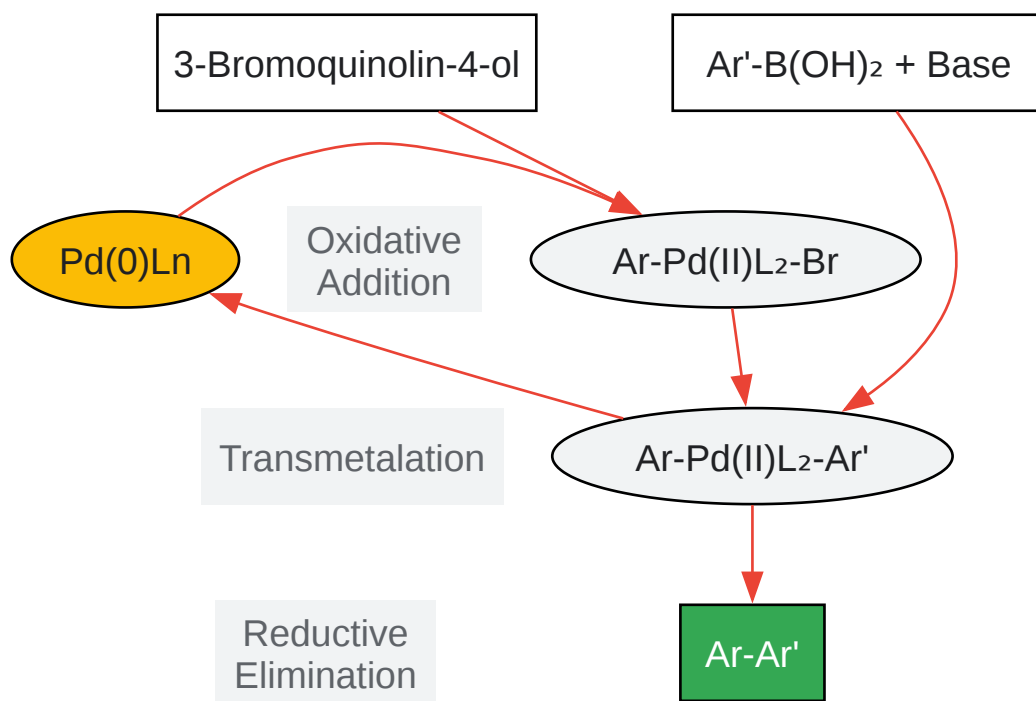 3-Bromoquinolin-4-ol
Ar'-B(OH)₂ + Base
Pd(0)Ln
Oxidative
Addition
Ar-Pd(II)L₂-Br
Transmetalation
Ar-Pd(II)L₂-Ar'
Reductive
Elimination
Ar-Ar'